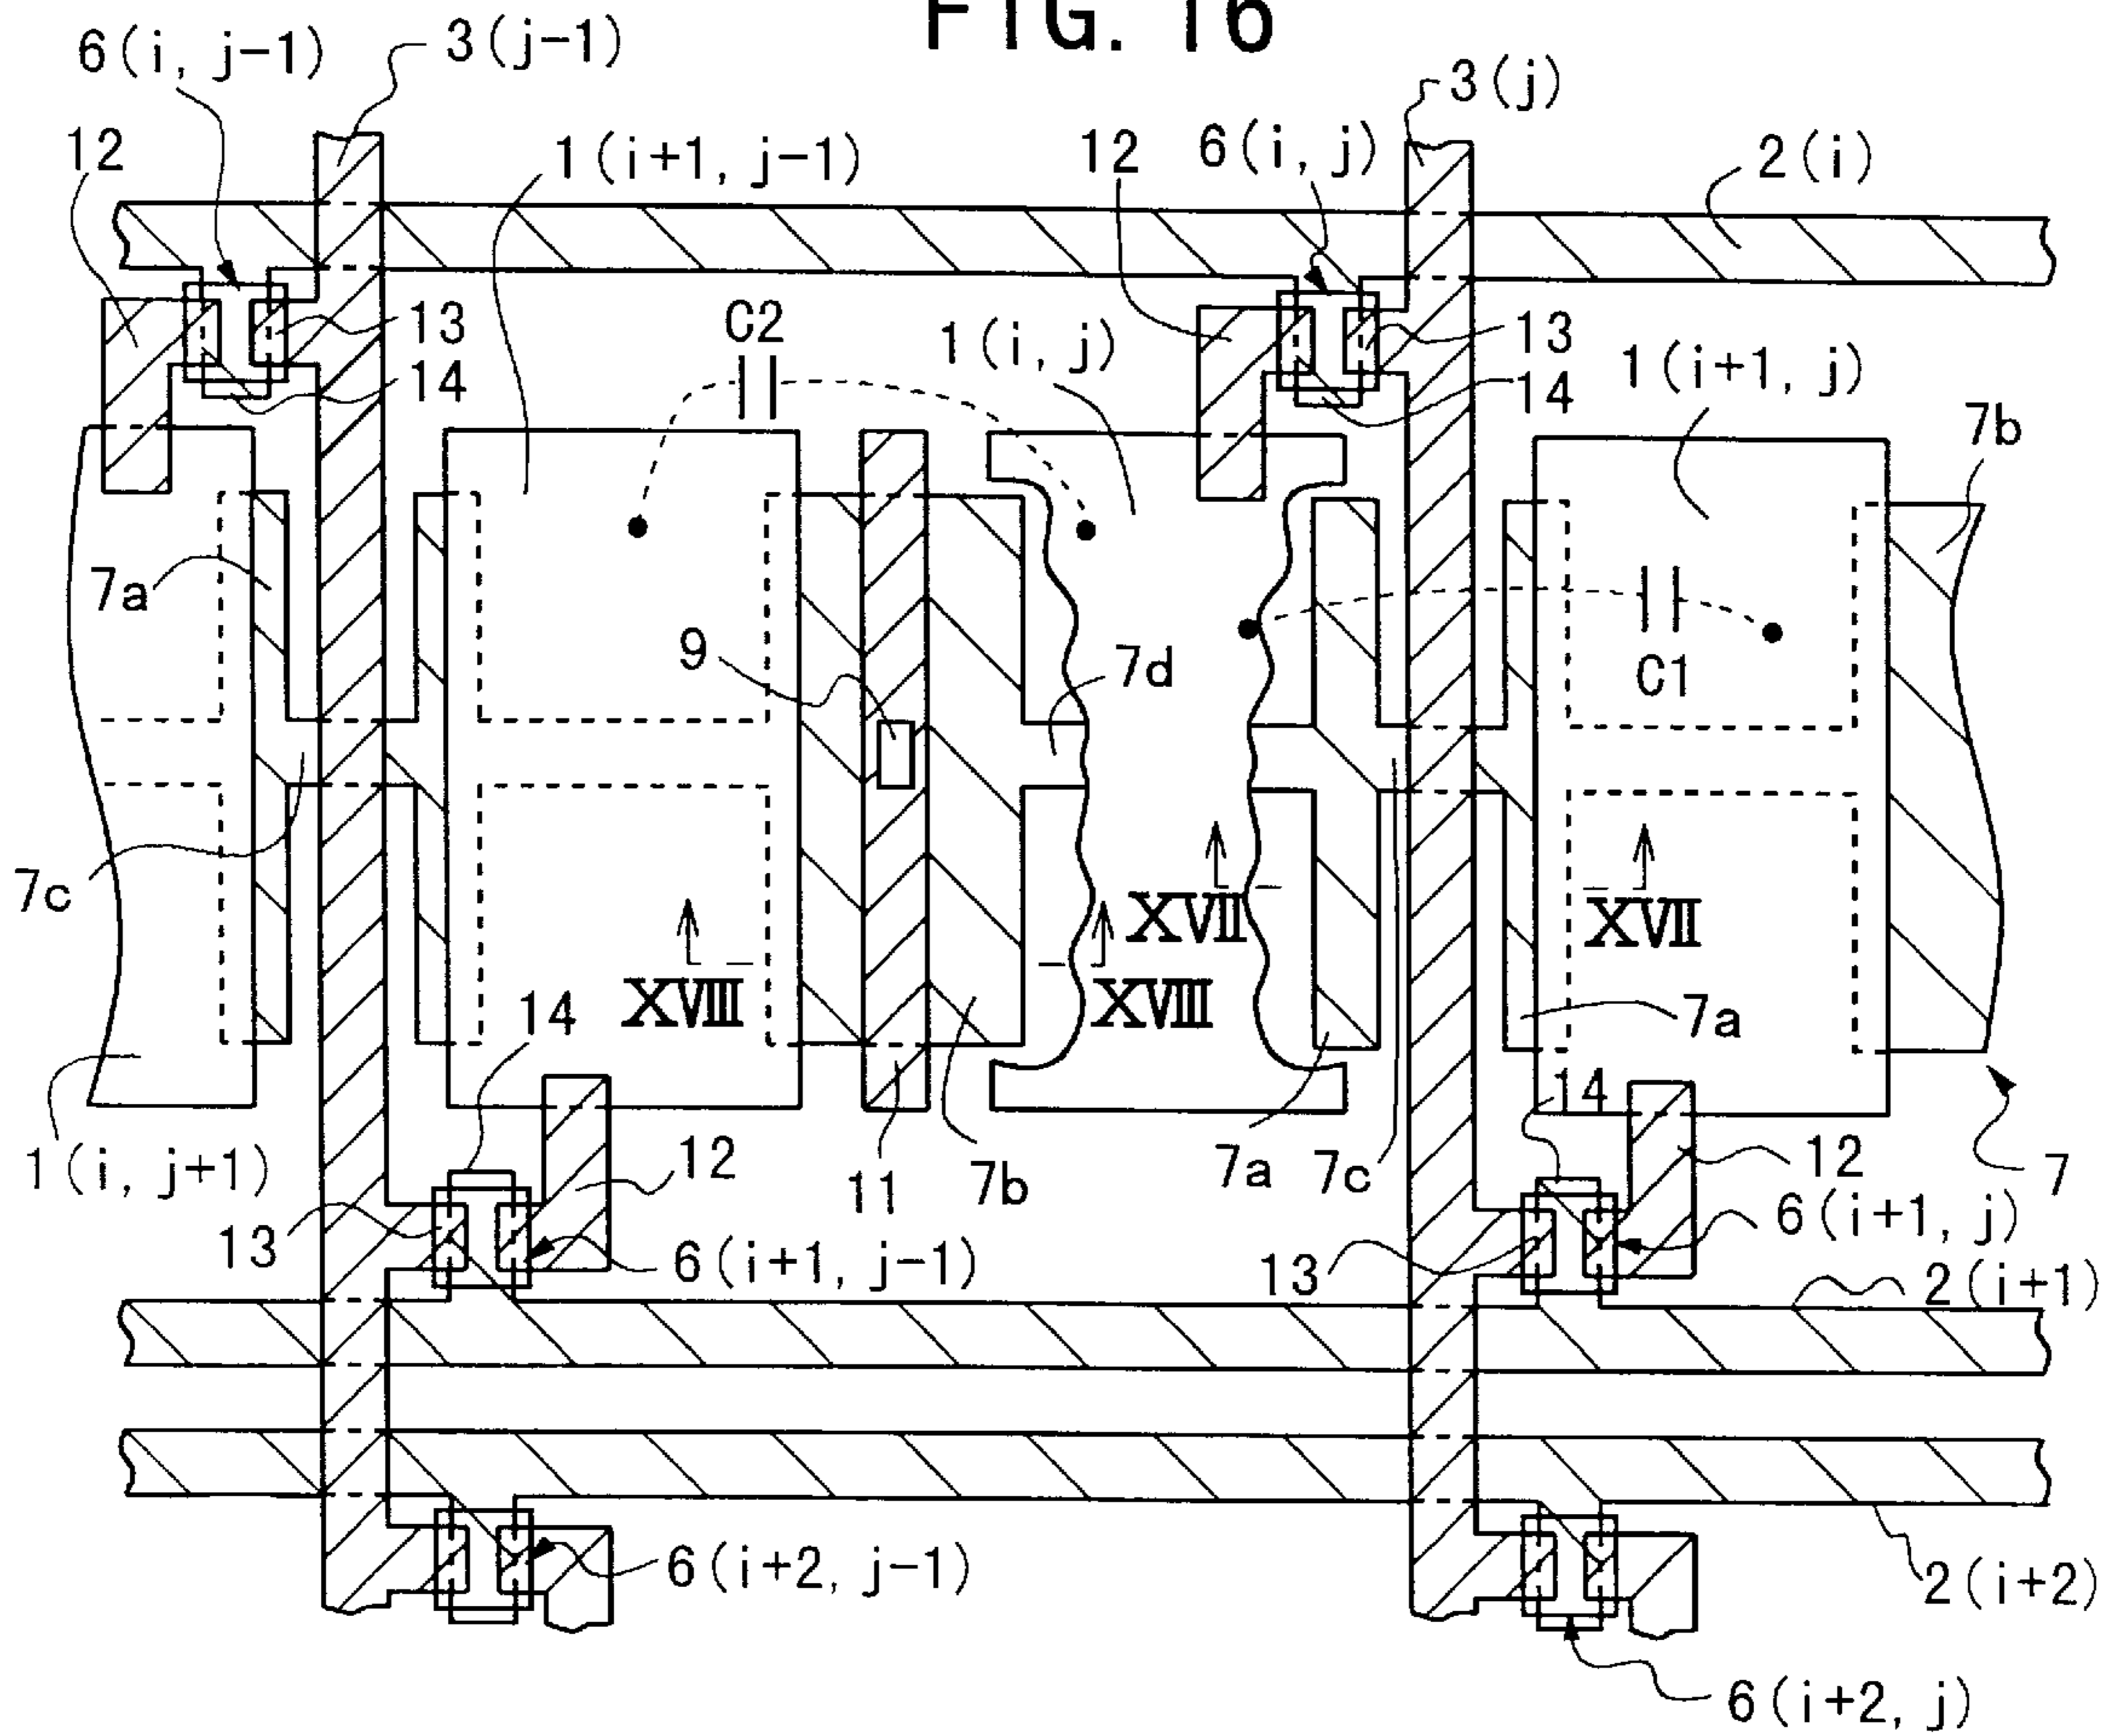 FIG. 16
6(i, j-1)
3(j-1)
3(j)
12
1(i+1, j-1)
12
6(i, j)
2(i)
13
C2
1(i, j)
13
14
14
1(i+1, j)
7b
7a
9
7d
C1
7c
XVII
XVII
XVIII
XVIII
14
7a
14
1(i, j+1)
12
11
7b
7a
7c
12
7
13
6(i+1, j-1)
13
6(i+1, j)
2(i+1)
6(i+2, j-1)
2(i+2)
6(i+2, j)